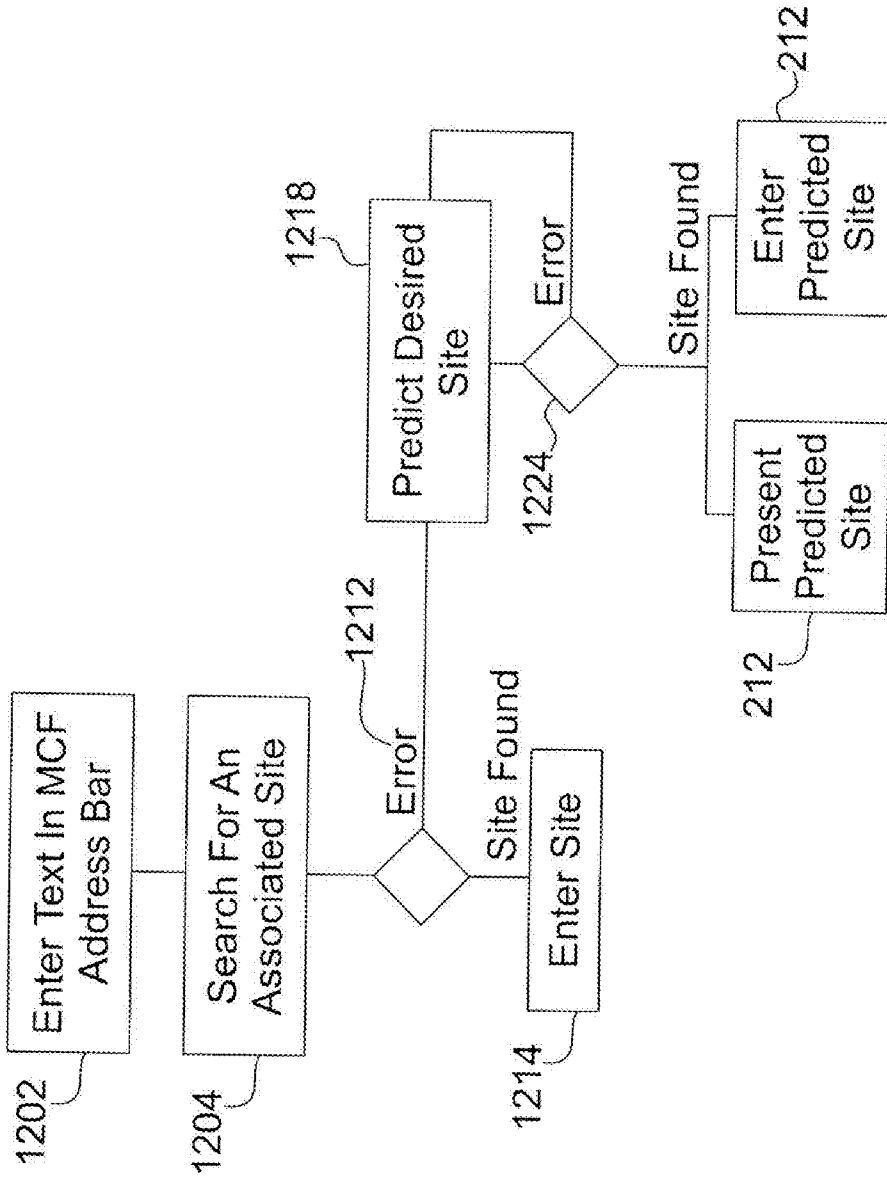 1202
Enter Text In MCF
Address Bar
1204
Search For An
Associated Site
Error
1212
Site Found
1214
Enter Site
1218
Predict Desired
Site
1224
Error
Site Found
212
Present
Predicted
Site
Enter
Predicted
Site
212